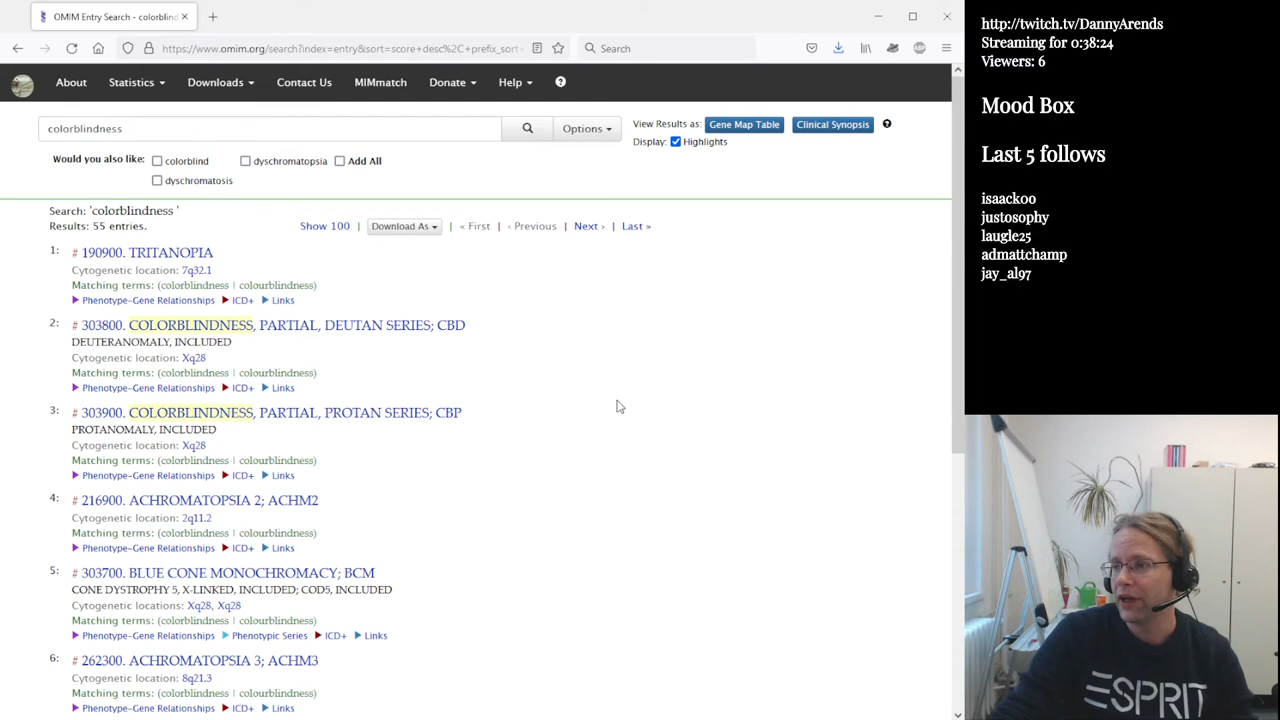 OMIM Entry Search - colorblind
https://www.omim.org/search?index=entry&sort=score+desc%2C+prefix_sort
Search
About
Statistics
Downloads
Contact Us
MIMmatch
Donate
Help
colorblindness
Options
View Results as:
Gene Map Table
Clinical Synopsis
Display:
Highlights
Would you also like:
colorblind
dyschromatopsia
Add All
dyschromatosis
Search: 'colorblindness '
Results: 55 entries.
Show 100 | Download As | « First ‹ Previous Next › Last »
1: # 190900. TRITANOPIA
Cytogenetic location: 7q32.1
Matching terms: (colorblindness | colourblindness)
Phenotype-Gene Relationships ICD+ Links
2: # 303800. COLORBLINDNESS, PARTIAL, DEUTAN SERIES; CBD
DEUTERANOMALY, INCLUDED
Cytogenetic location: Xq28
Matching terms: (colorblindness | colourblindness)
Phenotype-Gene Relationships ICD+ Links
3: # 303900. COLORBLINDNESS, PARTIAL, PROTAN SERIES; CBP
PROTANOMALY, INCLUDED
Cytogenetic location: Xq28
Matching terms: (colorblindness | colourblindness)
Phenotype-Gene Relationships ICD+ Links
4: # 216900. ACHROMATOPSIA 2; ACHM2
Cytogenetic location: 2q11.2
Matching terms: (colorblindness | colourblindness)
Phenotype-Gene Relationships ICD+ Links
5: # 303700. BLUE CONE MONOCHROMACY; BCM
CONE DYSTROPHY 5, X-LINKED, INCLUDED; COD5, INCLUDED
Cytogenetic locations: Xq28, Xq28
Matching terms: (colorblindness | colourblindness)
Phenotype-Gene Relationships Phenotypic Series ICD+ Links
6: # 262300. ACHROMATOPSIA 3; ACHM3
Cytogenetic location: 8q21.3
Matching terms: (colorblindness | colourblindness)
Phenotype-Gene Relationships ICD+ Links
http://twitch.tv/DannyArends
Streaming for 0:38:24
Viewers: 6
Mood Box
Last 5 follows
isaack00
justosophy
laugle25
admattchamp
jay_al97
ESPRIT